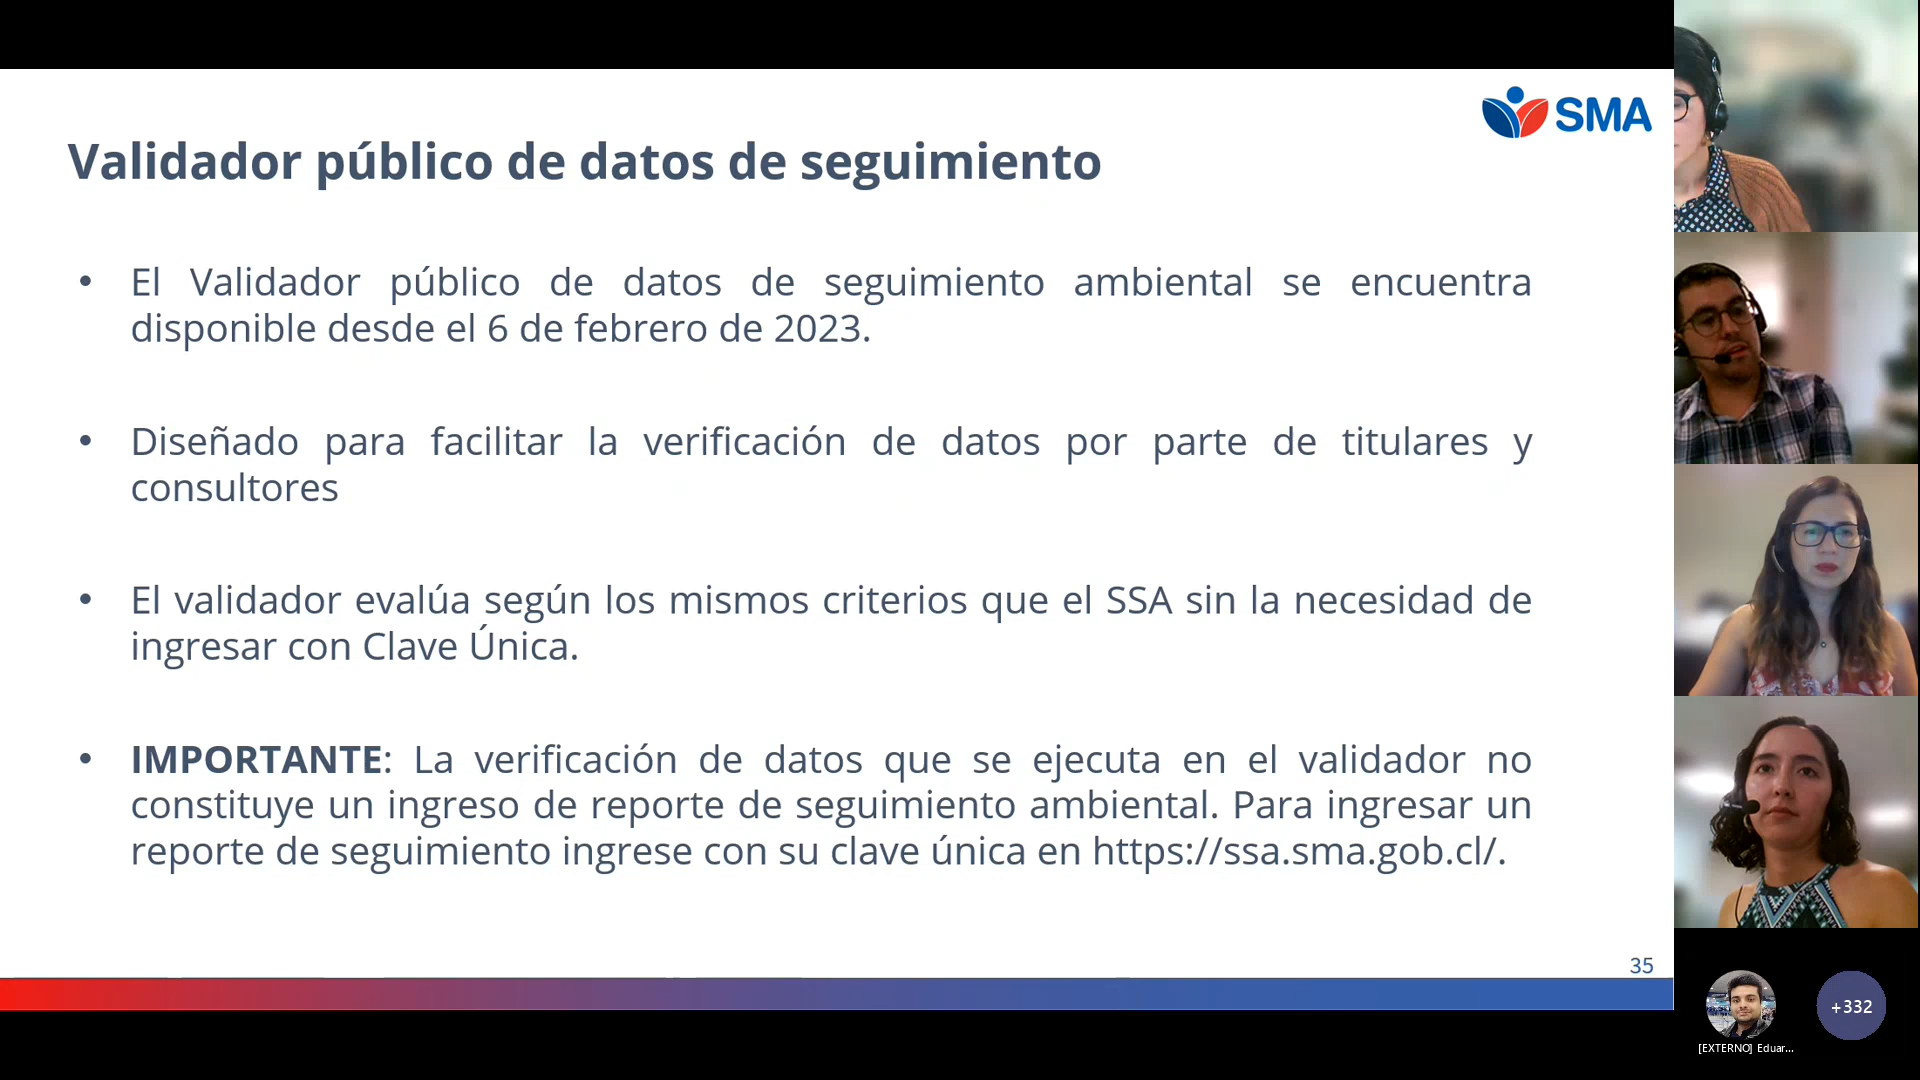 SMA
Validador público de datos de seguimiento
• El Validador público de datos de seguimiento ambiental se encuentra
disponible desde el 6 de febrero de 2023.
• Diseñado para facilitar la verificación de datos por parte de titulares y
consultores
• El validador evalúa según los mismos criterios que el SSA sin la necesidad de
ingresar con Clave Única.
• IMPORTANTE: La verificación de datos que se ejecuta en el validador no
constituye un ingreso de reporte de seguimiento ambiental. Para ingresar un
reporte de seguimiento ingrese con su clave única en https://ssa.sma.gob.cl/.
35
+332
[EXTERNO] Eduar...